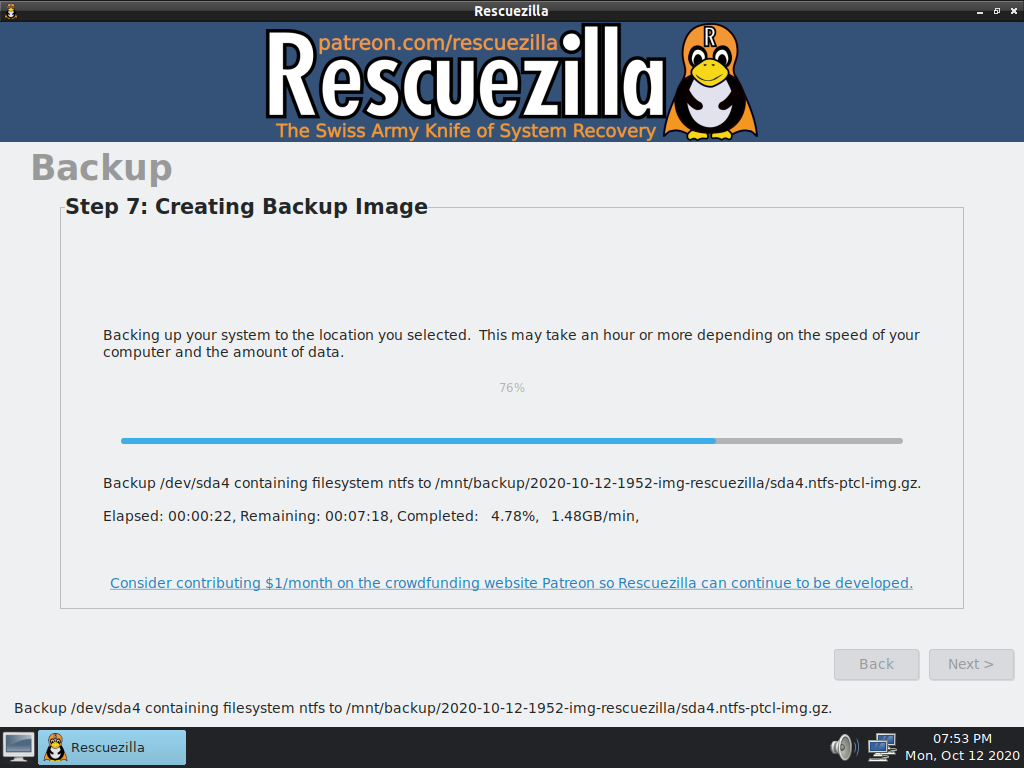 Rescuezilla
patreon.com/rescuezilla
Rescuezilla
R
The Swiss Army Knife of System Recovery
Backup
Step 7: Creating Backup Image
Backing up your system to the location you selected.  This may take an hour or more depending on the speed of your
computer and the amount of data.
76%
Backup /dev/sda4 containing filesystem ntfs to /mnt/backup/2020-10-12-1952-img-rescuezilla/sda4.ntfs-ptcl-img.gz.
Elapsed: 00:00:22, Remaining: 00:07:18, Completed:   4.78%,   1.48GB/min,
Consider contributing $1/month on the crowdfunding website Patreon so Rescuezilla can continue to be developed.
Back
Next >
Backup /dev/sda4 containing filesystem ntfs to /mnt/backup/2020-10-12-1952-img-rescuezilla/sda4.ntfs-ptcl-img.gz.
Rescuezilla
07:53 PM
Mon, Oct 12 2020